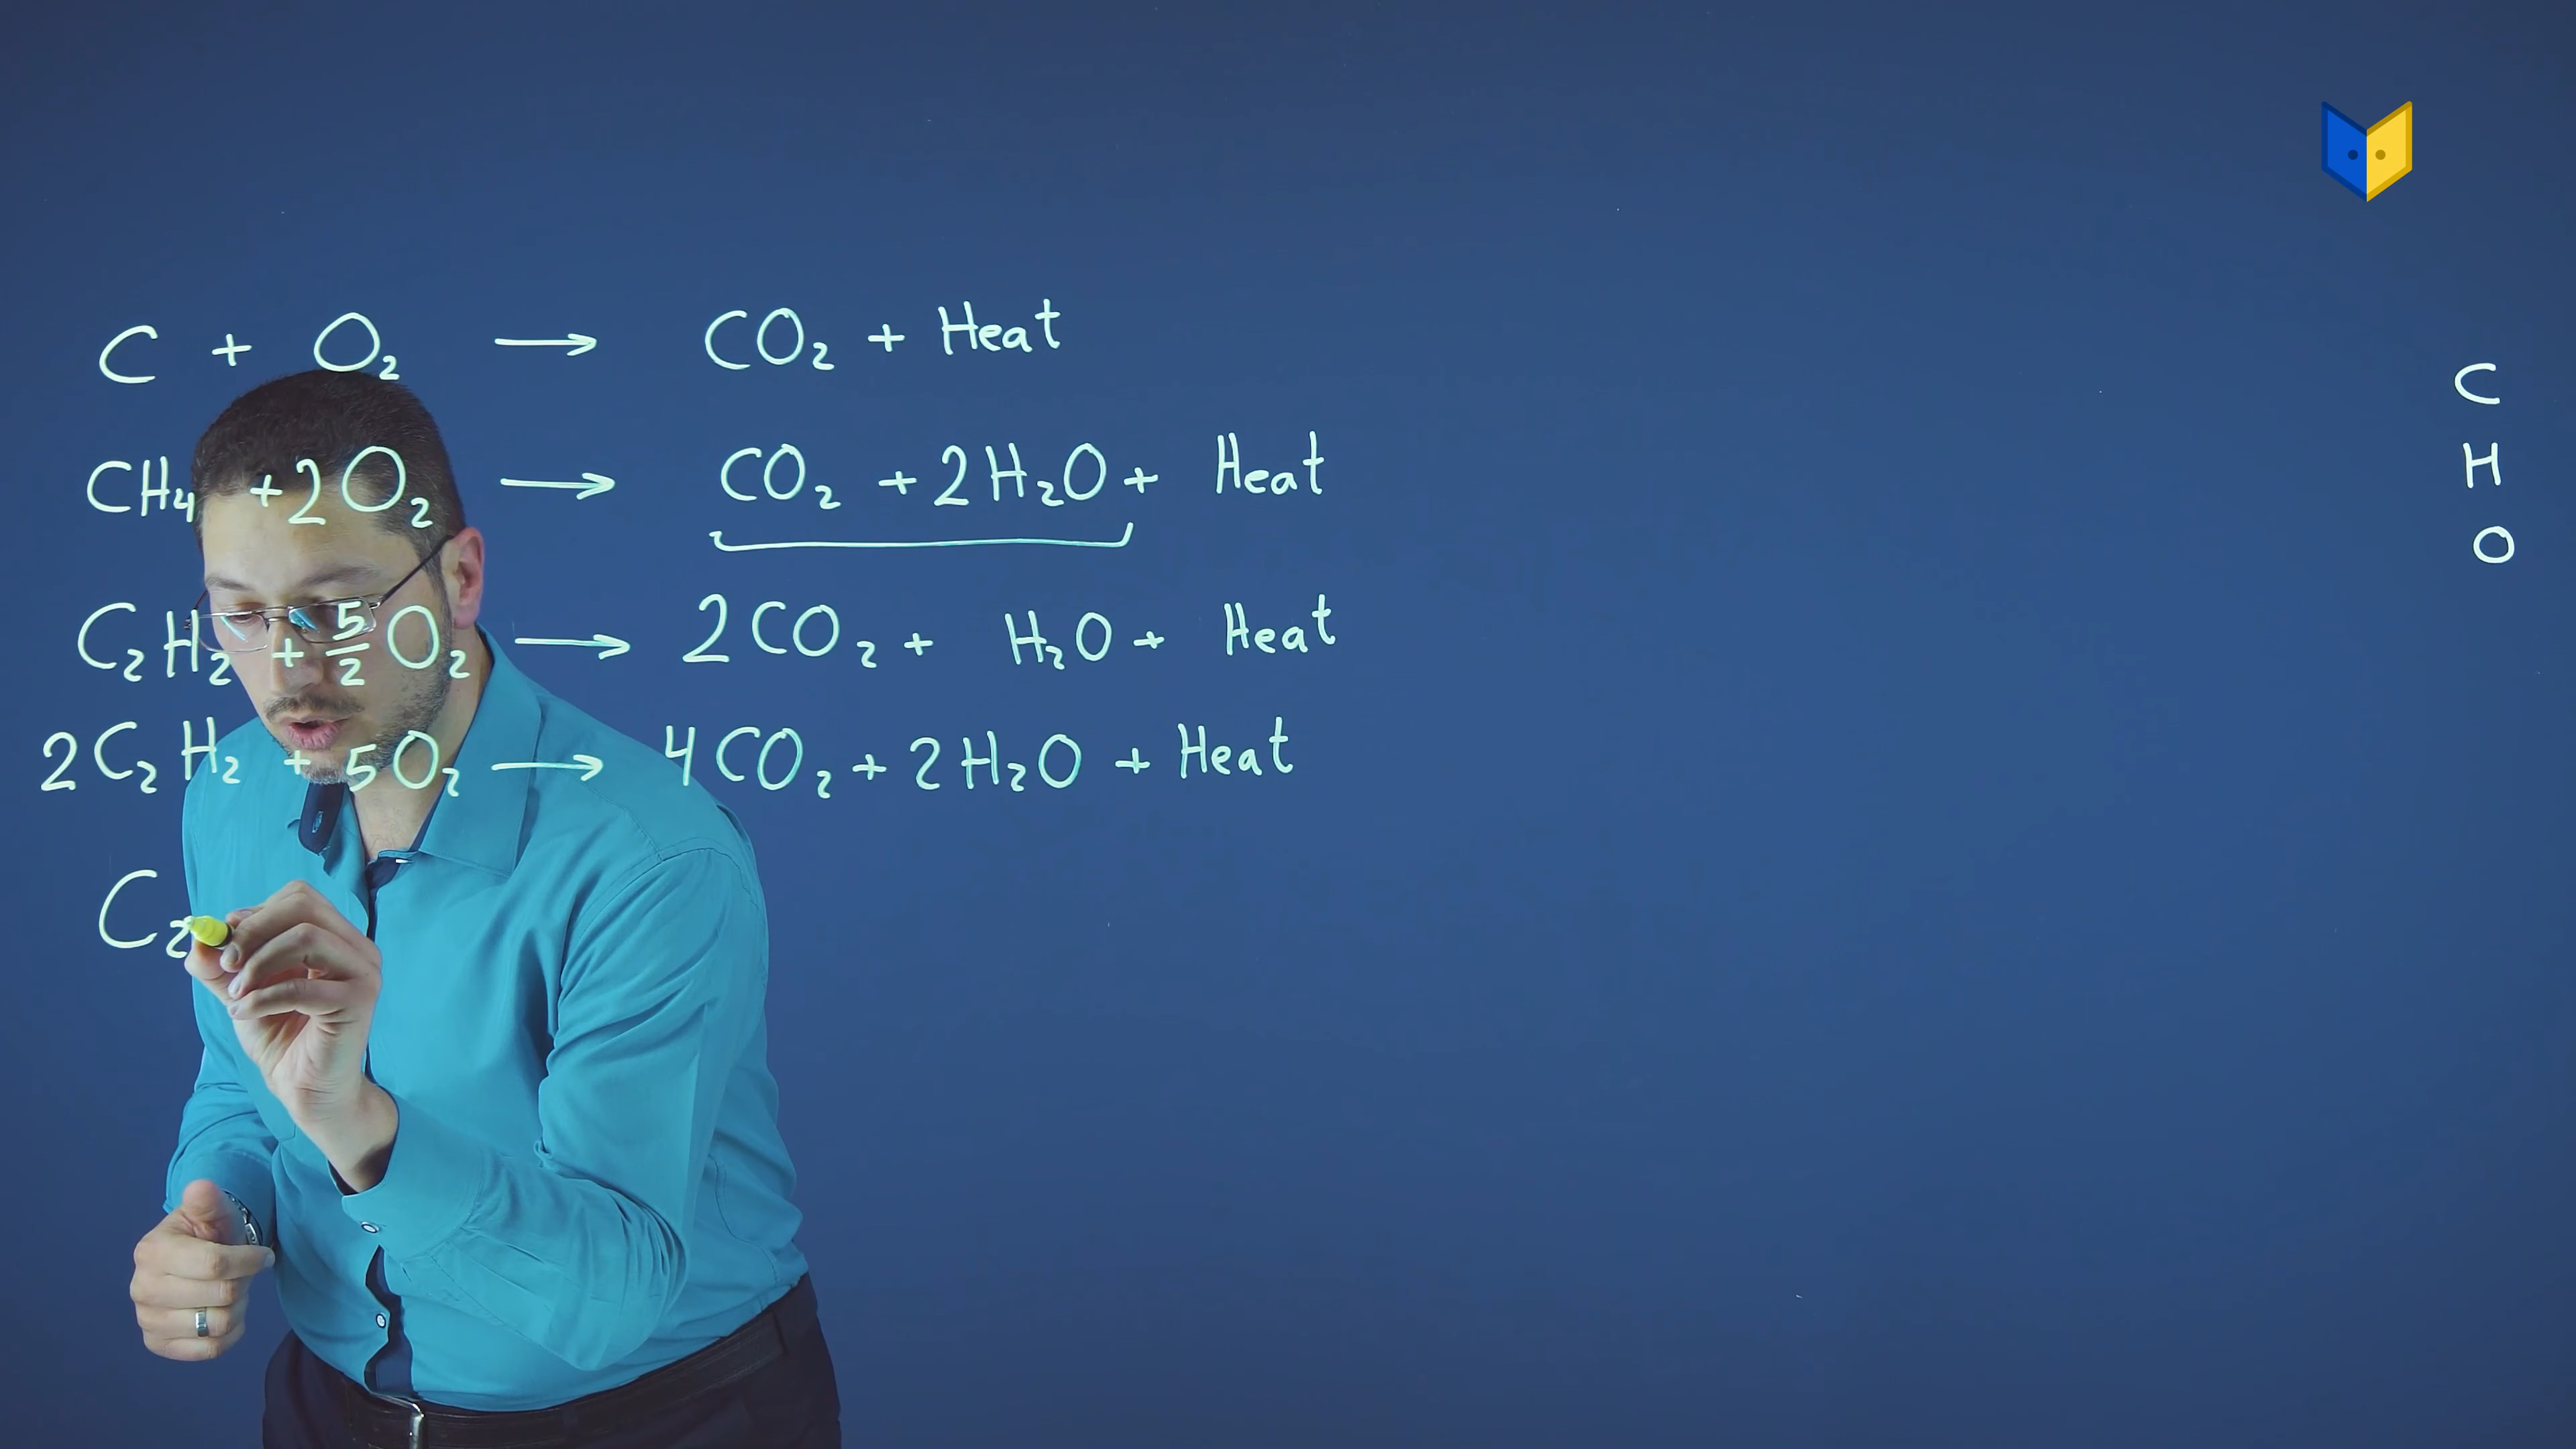 C + O₂ → CO₂ + Heat
CH₄ + 2O₂ → CO₂ + 2H₂O + Heat
C₂H₂ + 5/2 O₂ → 2CO₂ + H₂O + Heat
2C₂H₂ + 5O₂ → 4CO₂ + 2H₂O + Heat
C₂
C
H
O